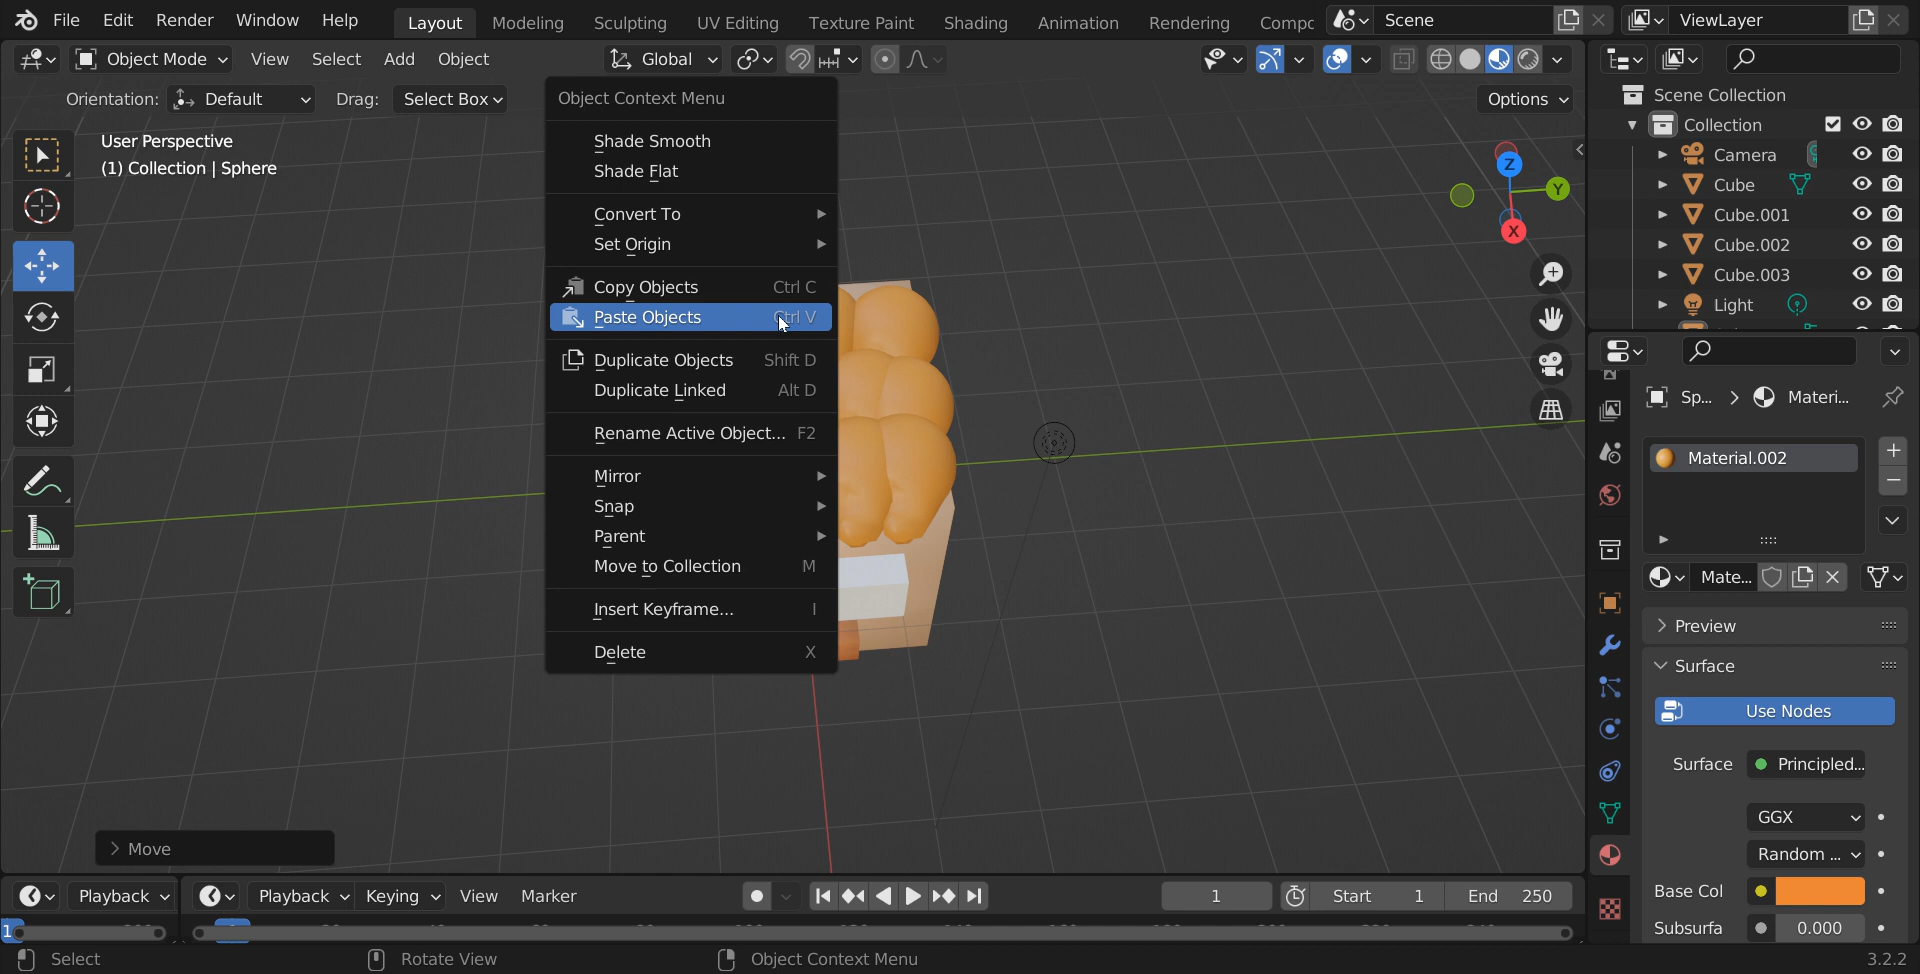 File Edit Render Window Help Layout Modeling Sculpting UV Editing Texture Paint Shading Animation Rendering Scene ViewLayer
Object Mode View Select Add Object Global
Orientation: Default Drag: Select Box Options
User Perspective
(1) Collection | Sphere
Object Context Menu
Shade Smooth
Shade Flat
Convert To
Set Origin
Copy Objects Ctrl C
Paste Objects Ctrl V
Duplicate Objects Shift D
Duplicate Linked Alt D
Rename Active Object... F2
Mirror
Snap
Parent
Move to Collection M
Insert Keyframe... I
Delete X
Z
Y
X
Scene Collection
Collection
Camera
Cube
Cube.001
Cube.002
Cube.003
Light
Sp... Materi...
Material.002
Mate...
Preview
Surface
Use Nodes
Surface Principled...
GGX
Random ...
Base Col
Subsurfa 0.000
Move
Playback Playback Keying View Marker 1 Start 1 End 250
1
Select Rotate View Object Context Menu 3.2.2